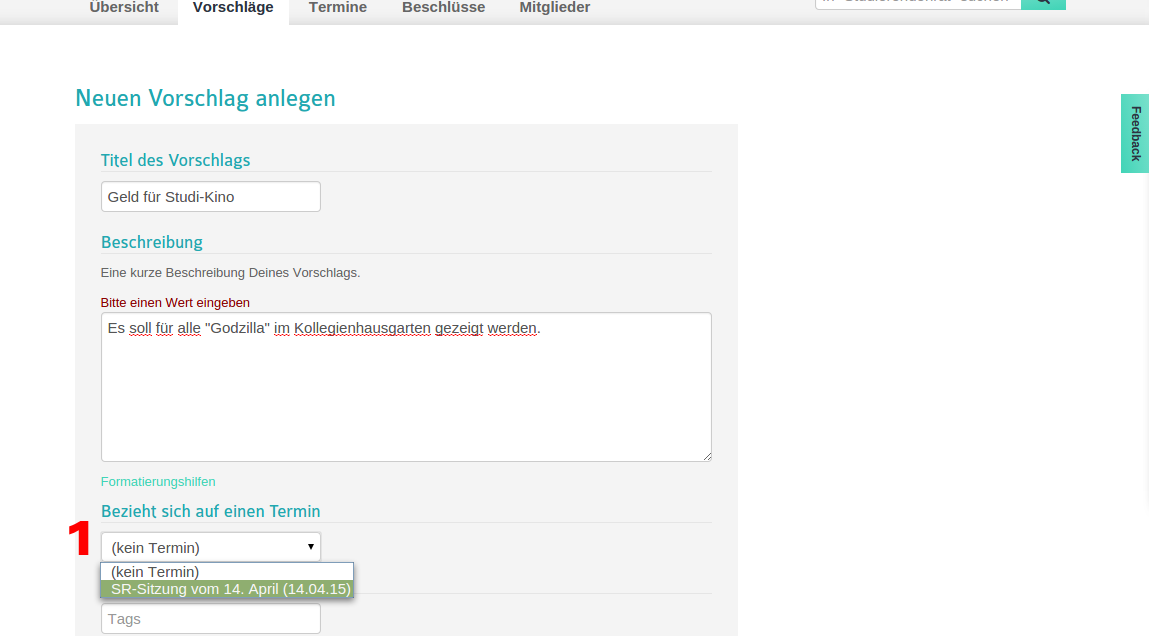 Übersicht Vorschläge Termine Beschlüsse Mitglieder
Neuen Vorschlag anlegen
Feedback
Titel des Vorschlags
Geld für Studi-Kino
Beschreibung
Eine kurze Beschreibung Deines Vorschlags.
Bitte einen Wert eingeben
Es soll für alle "Godzilla" im Kollegienhausgarten gezeigt werden.
Formatierungshilfen
Bezieht sich auf einen Termin
1
(kein Termin)
(kein Termin)
SR-Sitzung vom 14. April (14.04.15)
Tags